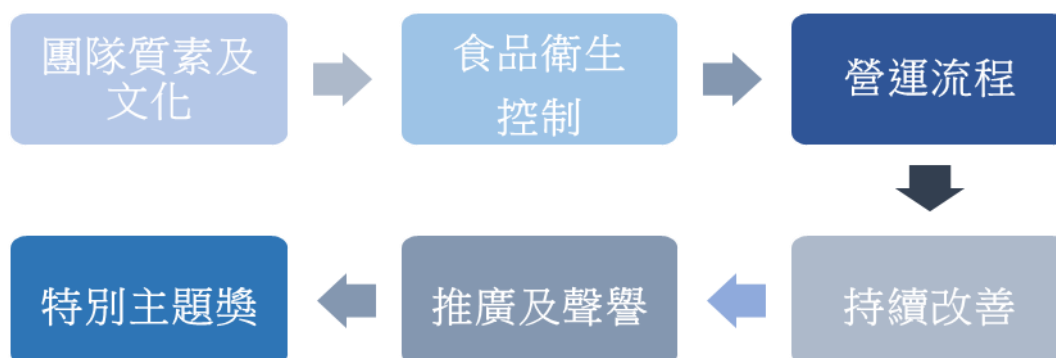 團隊質素及
文化
食品衛生
控制
營運流程
持續改善
推廣及聲譽
特別主題獎